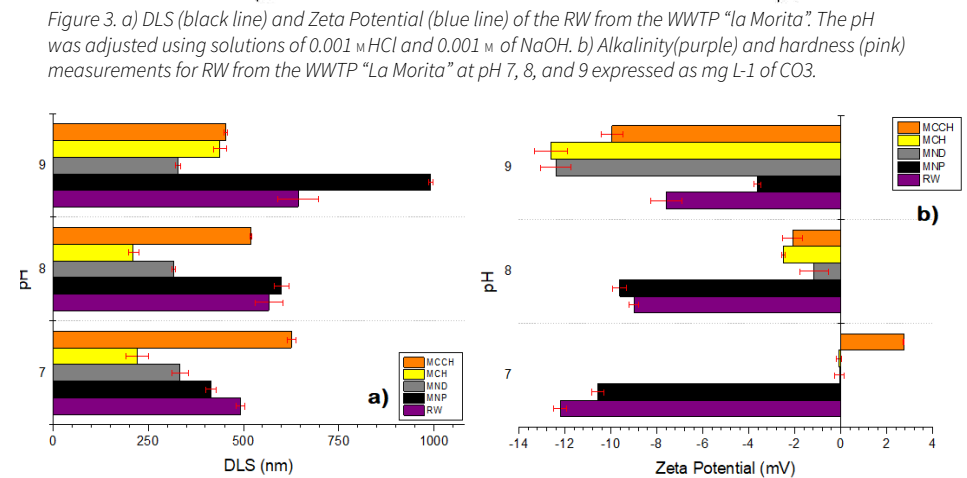 Figure 3. a) DLS (black line) and Zeta Potential (blue line) of the RW from the WWTP “la Morita”. The pH
was adjusted using solutions of 0.001 M HCl and 0.001 M of NaOH. b) Alkalinity(purple) and hardness (pink)
measurements for RW from the WWTP “La Morita” at pH 7, 8, and 9 expressed as mg L-1 of CO3.
pH
9
8
7
a)
MCCH
MCH
MND
MNP
RW
0 250 500 750 1000
DLS (nm)
pH
9
8
7
MCCH
MCH
MND
MNP
RW
b)
-14 -12 -10 -8 -6 -4 -2 0 2 4
Zeta Potential (mV)